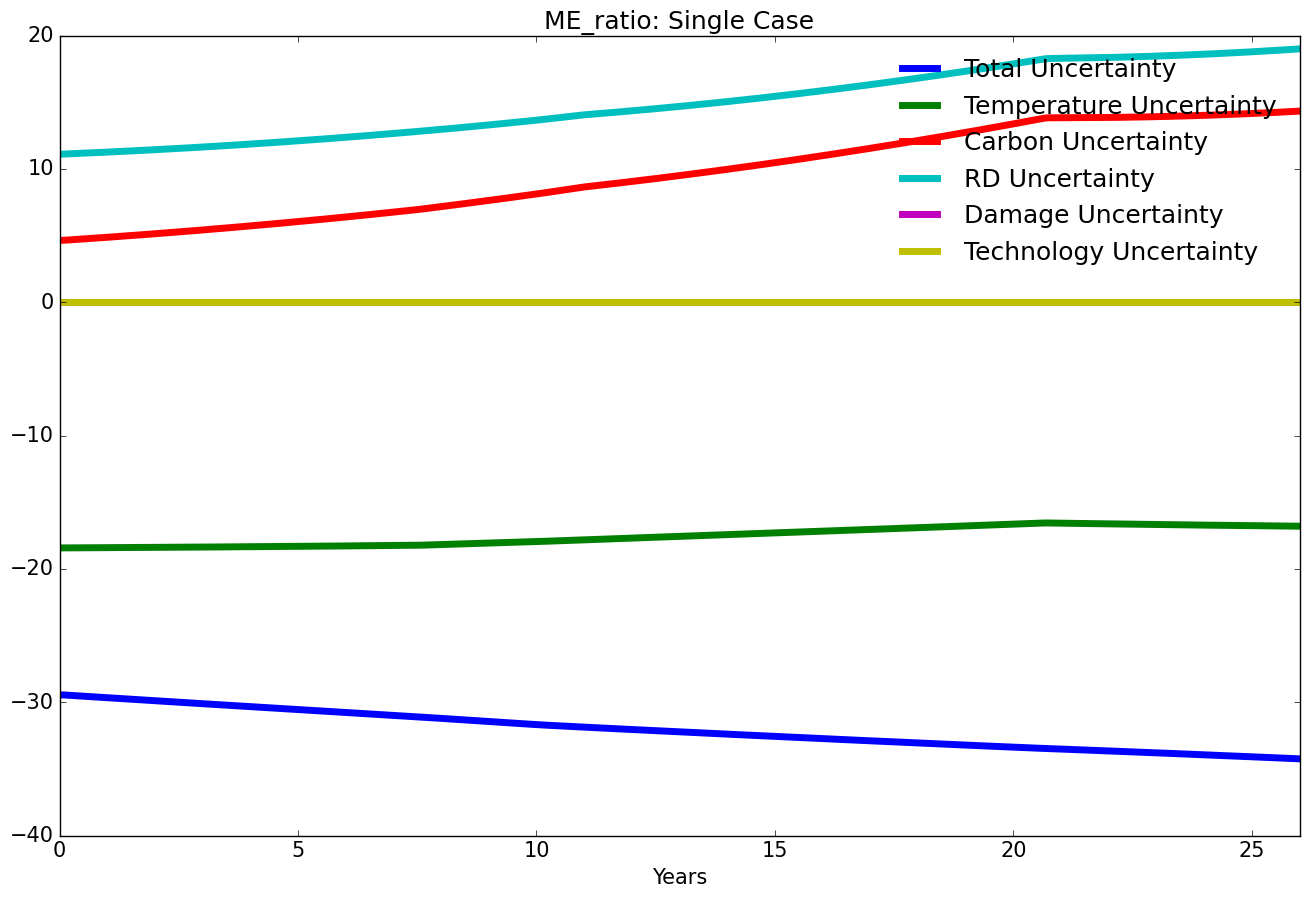 ME_ratio: Single Case
20
Total Uncertainty
Temperature Uncertainty
Carbon Uncertainty
RD Uncertainty
Damage Uncertainty
Technology Uncertainty
10
0
−10
−20
−30
−40
0 5 10 15 20 25
Years